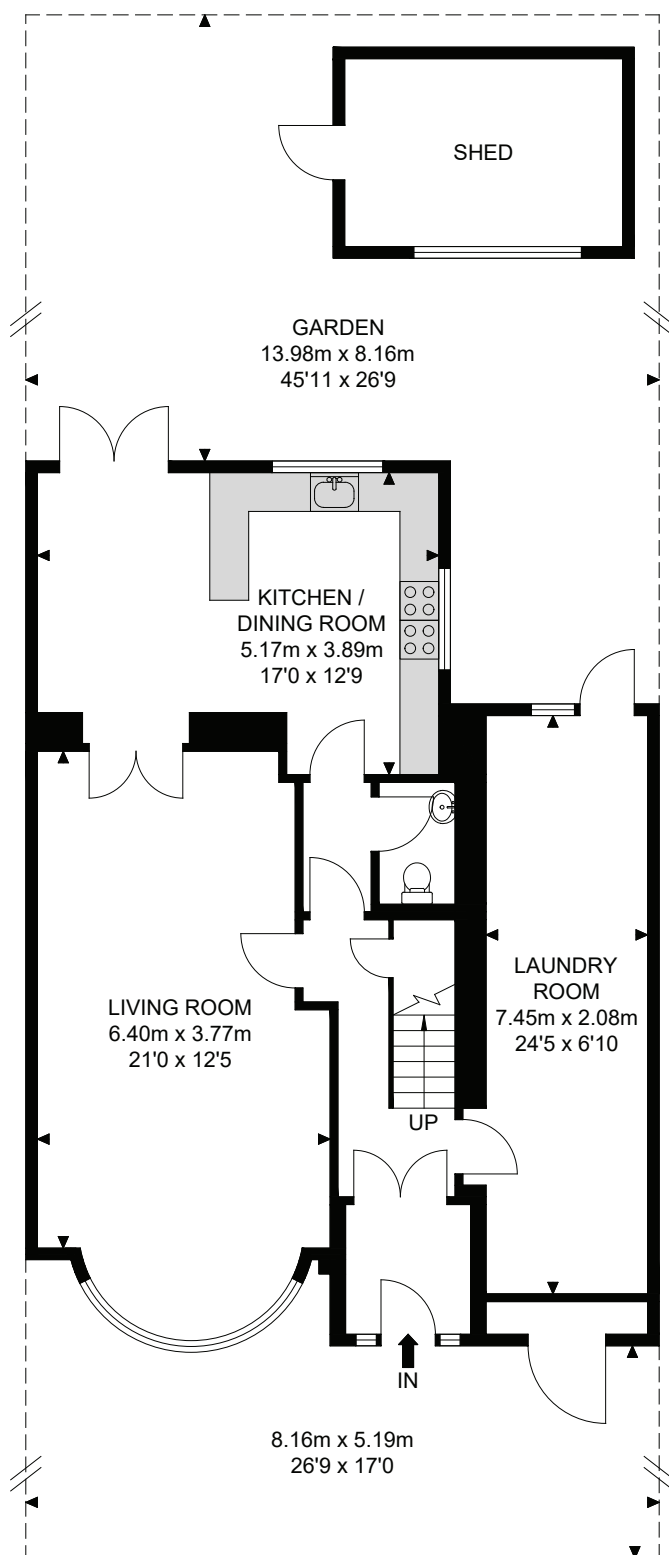 SHED
GARDEN
13.98m x 8.16m
45'11 x 26'9
KITCHEN /
DINING ROOM
5.17m x 3.89m
17'0 x 12'9
LIVING ROOM
6.40m x 3.77m
21'0 x 12'5
LAUNDRY
ROOM
7.45m x 2.08m
24'5 x 6'10
UP
IN
8.16m x 5.19m
26'9 x 17'0